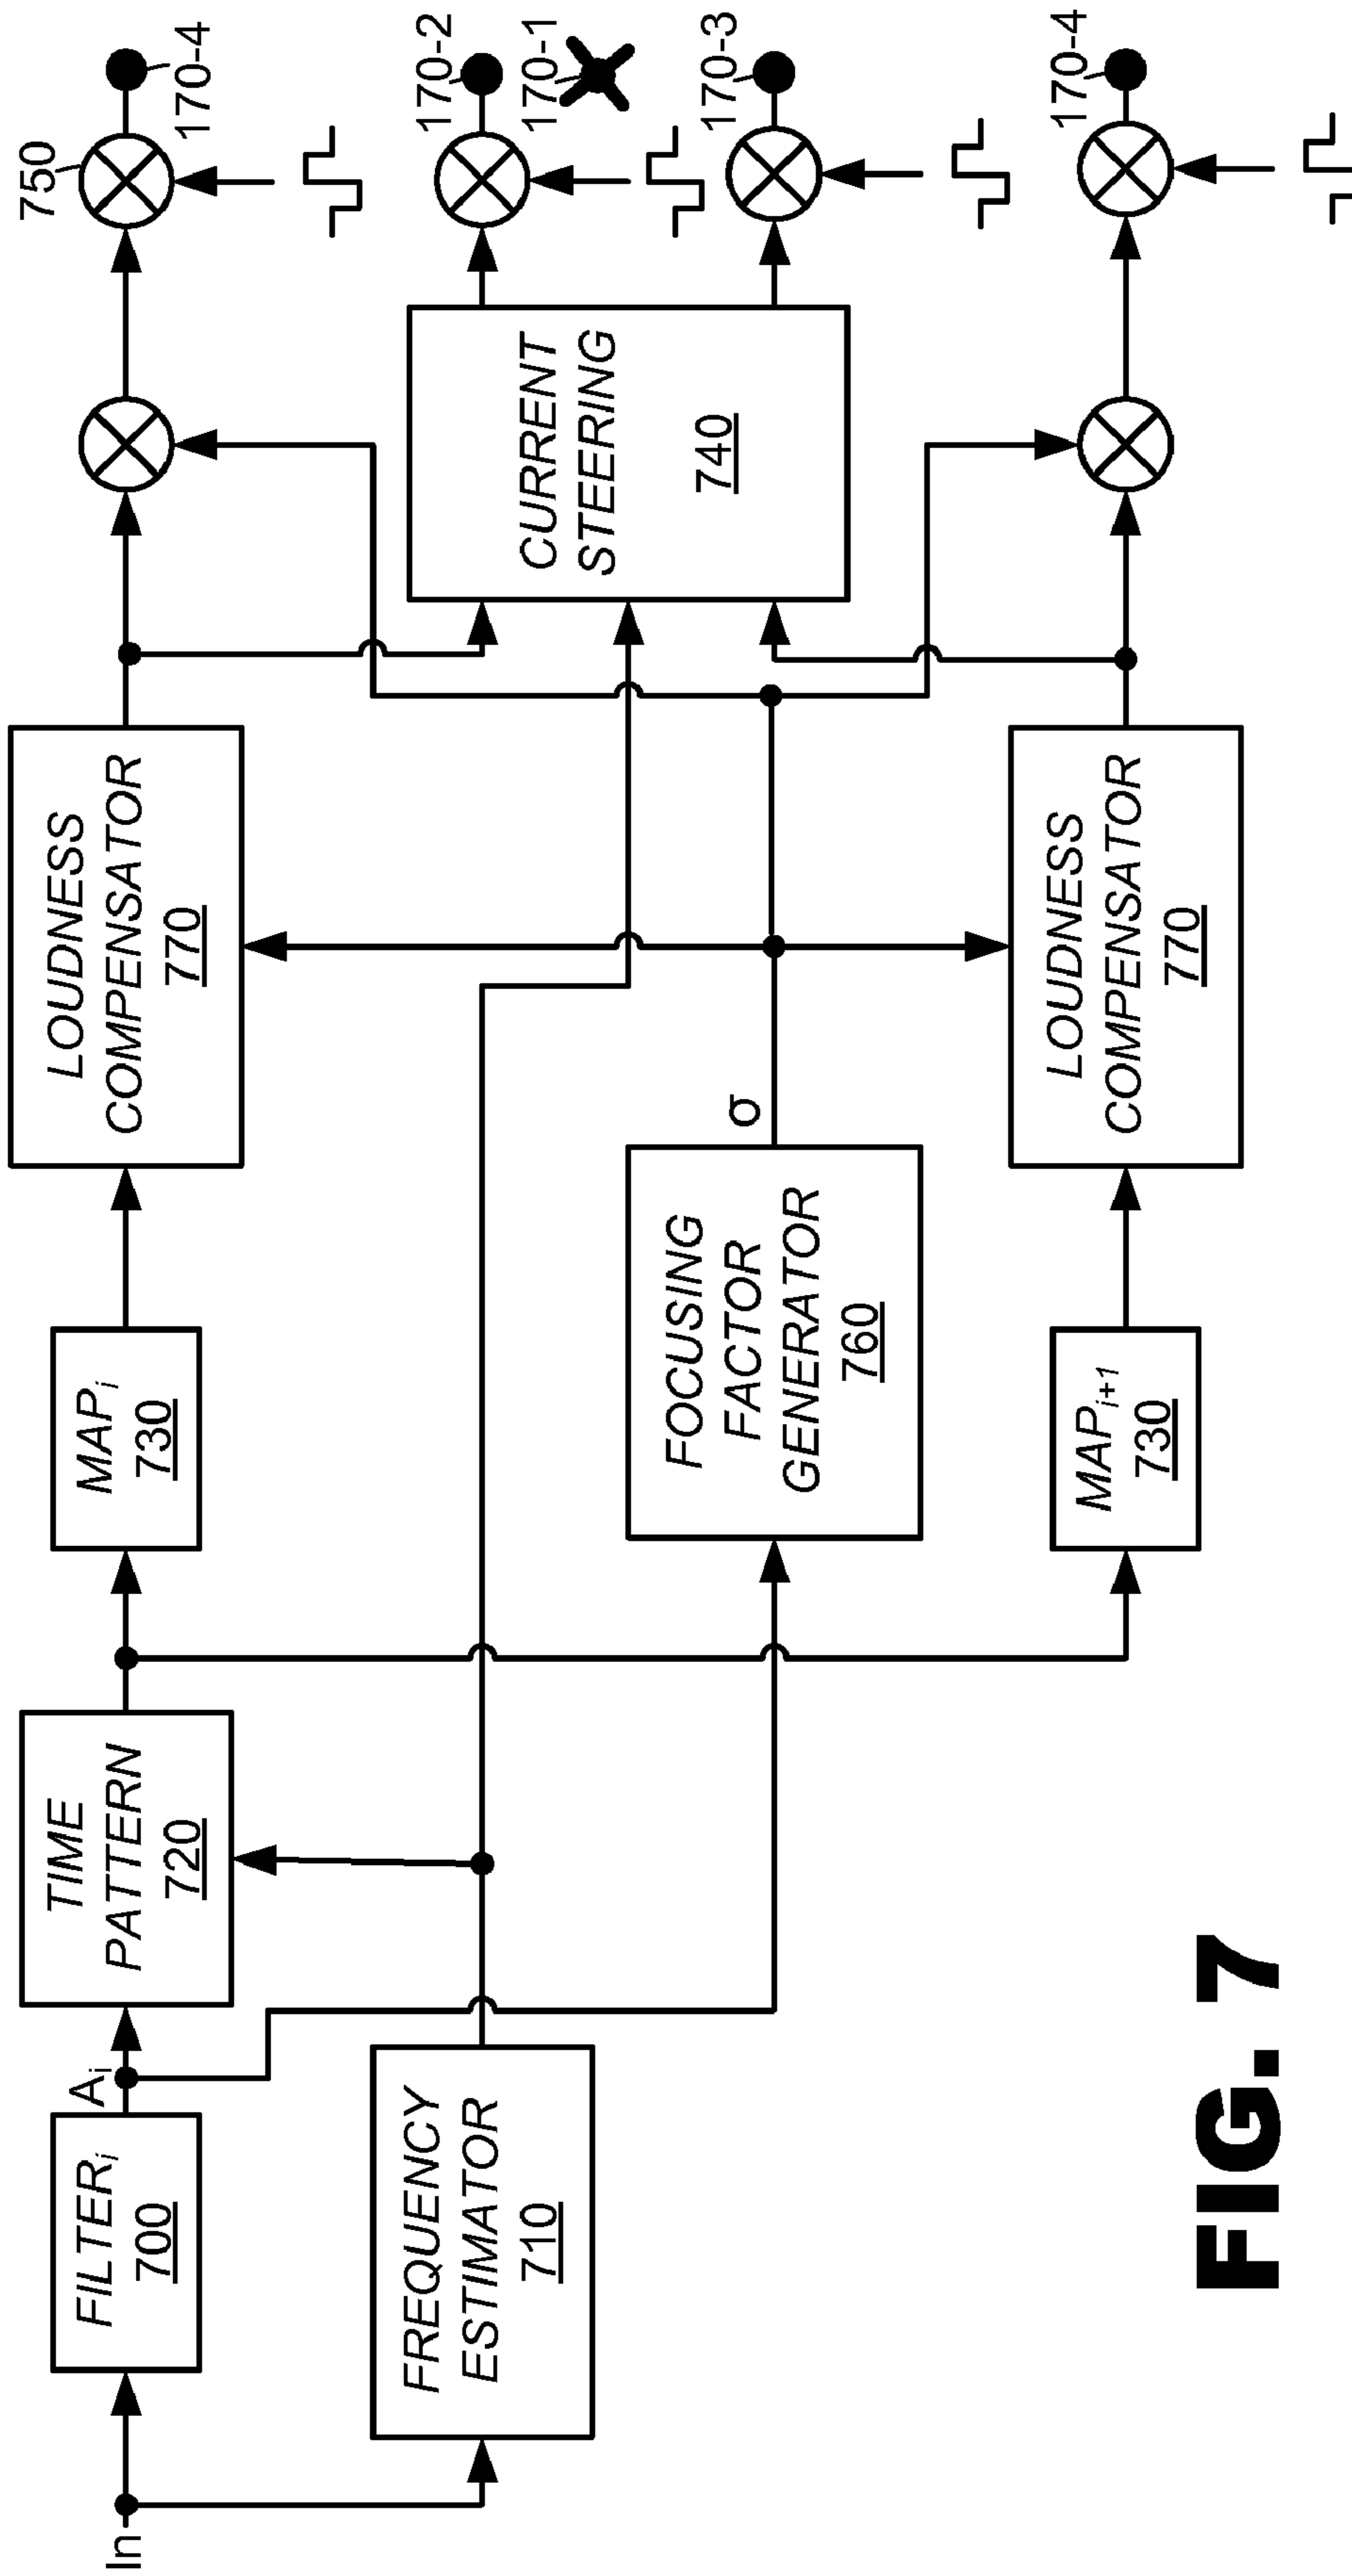 In
FILTERi
700
Ai
FREQUENCY
ESTIMATOR
710
TIME
PATTERN
720
MAPi
730
FOCUSING
FACTOR
GENERATOR
760
σ
MAPi+1
730
LOUDNESS
COMPENSATOR
770
LOUDNESS
COMPENSATOR
770
CURRENT
STEERING
740
750
170-4
170-2
170-1
170-3
170-4
FIG. 7